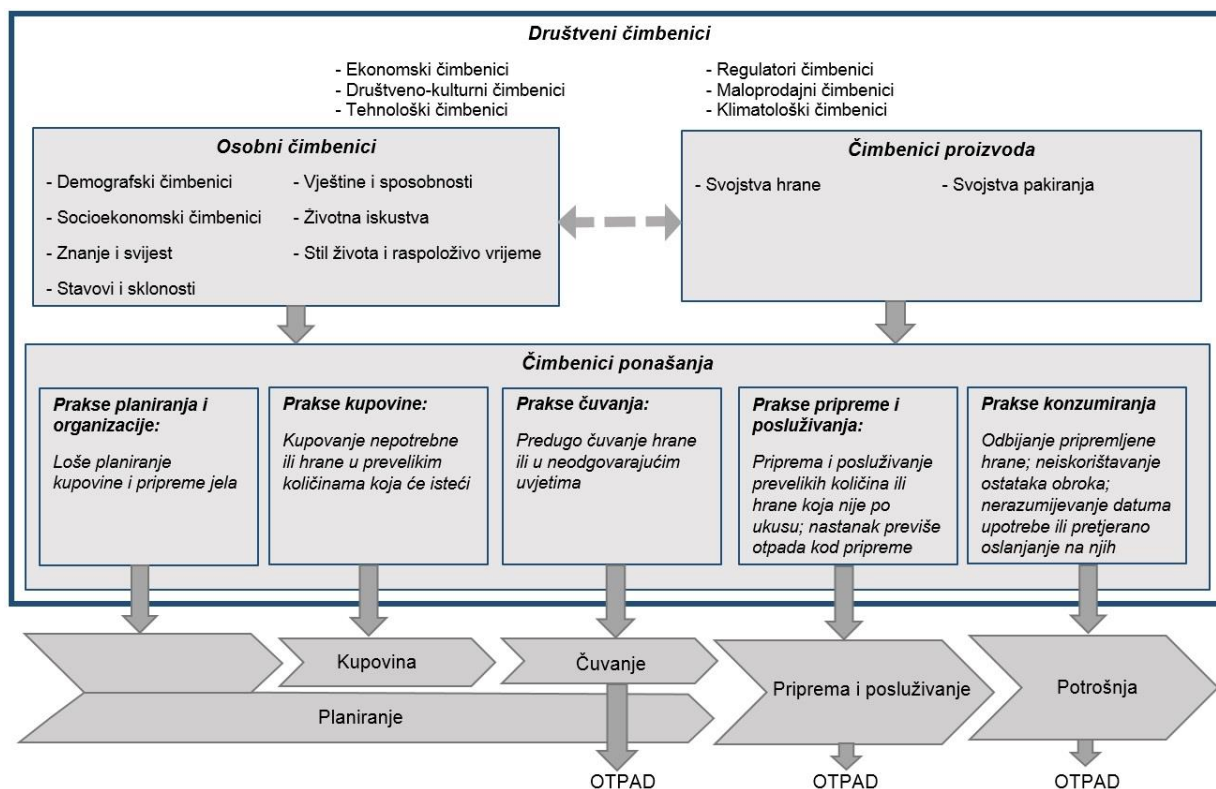 Društveni čimbenici
- Ekonomski čimbenici
- Društveno-kulturni čimbenici
- Tehnološki čimbenici
- Regulatori čimbenici
- Maloprodajni čimbenici
- Klimatološki čimbenici
Osobni čimbenici
- Demografski čimbenici
- Socioekonomski čimbenici
- Znanje i svijest
- Stavovi i sklonosti
- Vještine i sposobnosti
- Životna iskustva
- Stil života i raspoloživo vrijeme
Čimbenici proizvoda
- Svojstva hrane
- Svojstva pakiranja
Čimbenici ponašanja
Prakse planiranja i
organizacije:
Loše planiranje
kupovine i pripreme jela
Prakse kupovine:
Kupovanje nepotrebne
ili hrane u prevelikim
količinama koja će isteći
Prakse čuvanja:
Predugo čuvanje hrane
ili u neodgovarajućim
uvjetima
Prakse pripreme i
posluživanja:
Priprema i posluživanje
prevelikih količina ili
hrane koja nije po
ukusu; nastanak previše
otpada kod pripreme
Prakse konzumiranja
Odbijanje pripremljene
hrane; neiskorištavanje
ostataka obroka;
nerazumijevanje datuma
upotrebe ili pretjerano
oslanjanje na njih
Kupovina
Čuvanje
Planiranje
Priprema i posluživanje
Potrošnja
OTPAD
OTPAD
OTPAD